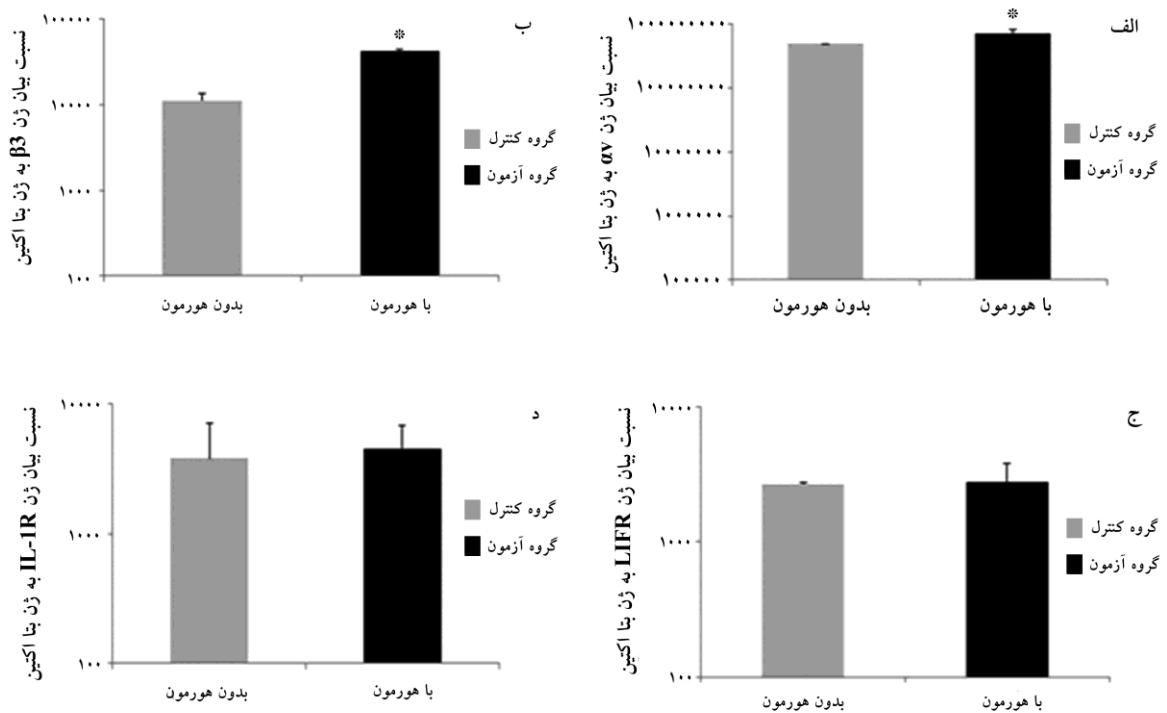 الف
نسبت بیان ژن αv به ژن بتا اکتین
۱۰۰۰۰۰۰۰۰۰
۱۰۰۰۰۰۰۰۰
۱۰۰۰۰۰۰۰
۱۰۰۰۰۰۰
۱۰۰۰۰۰
*
گروه کنترل
گروه آزمون
بدون هورمون
با هورمون
ب
نسبت بیان ژن β3 به ژن بتا اکتین
۱۰۰۰۰۰
۱۰۰۰۰
۱۰۰۰
۱۰۰
*
گروه کنترل
گروه آزمون
بدون هورمون
با هورمون
ج
نسبت بیان ژن LIFR به ژن بتا اکتین
۱۰۰۰۰
۱۰۰۰
۱۰۰
گروه کنترل
گروه آزمون
بدون هورمون
با هورمون
د
نسبت بیان ژن IL-1R به ژن بتا اکتین
۱۰۰۰۰
۱۰۰۰
۱۰۰
گروه کنترل
گروه آزمون
بدون هورمون
با هورمون